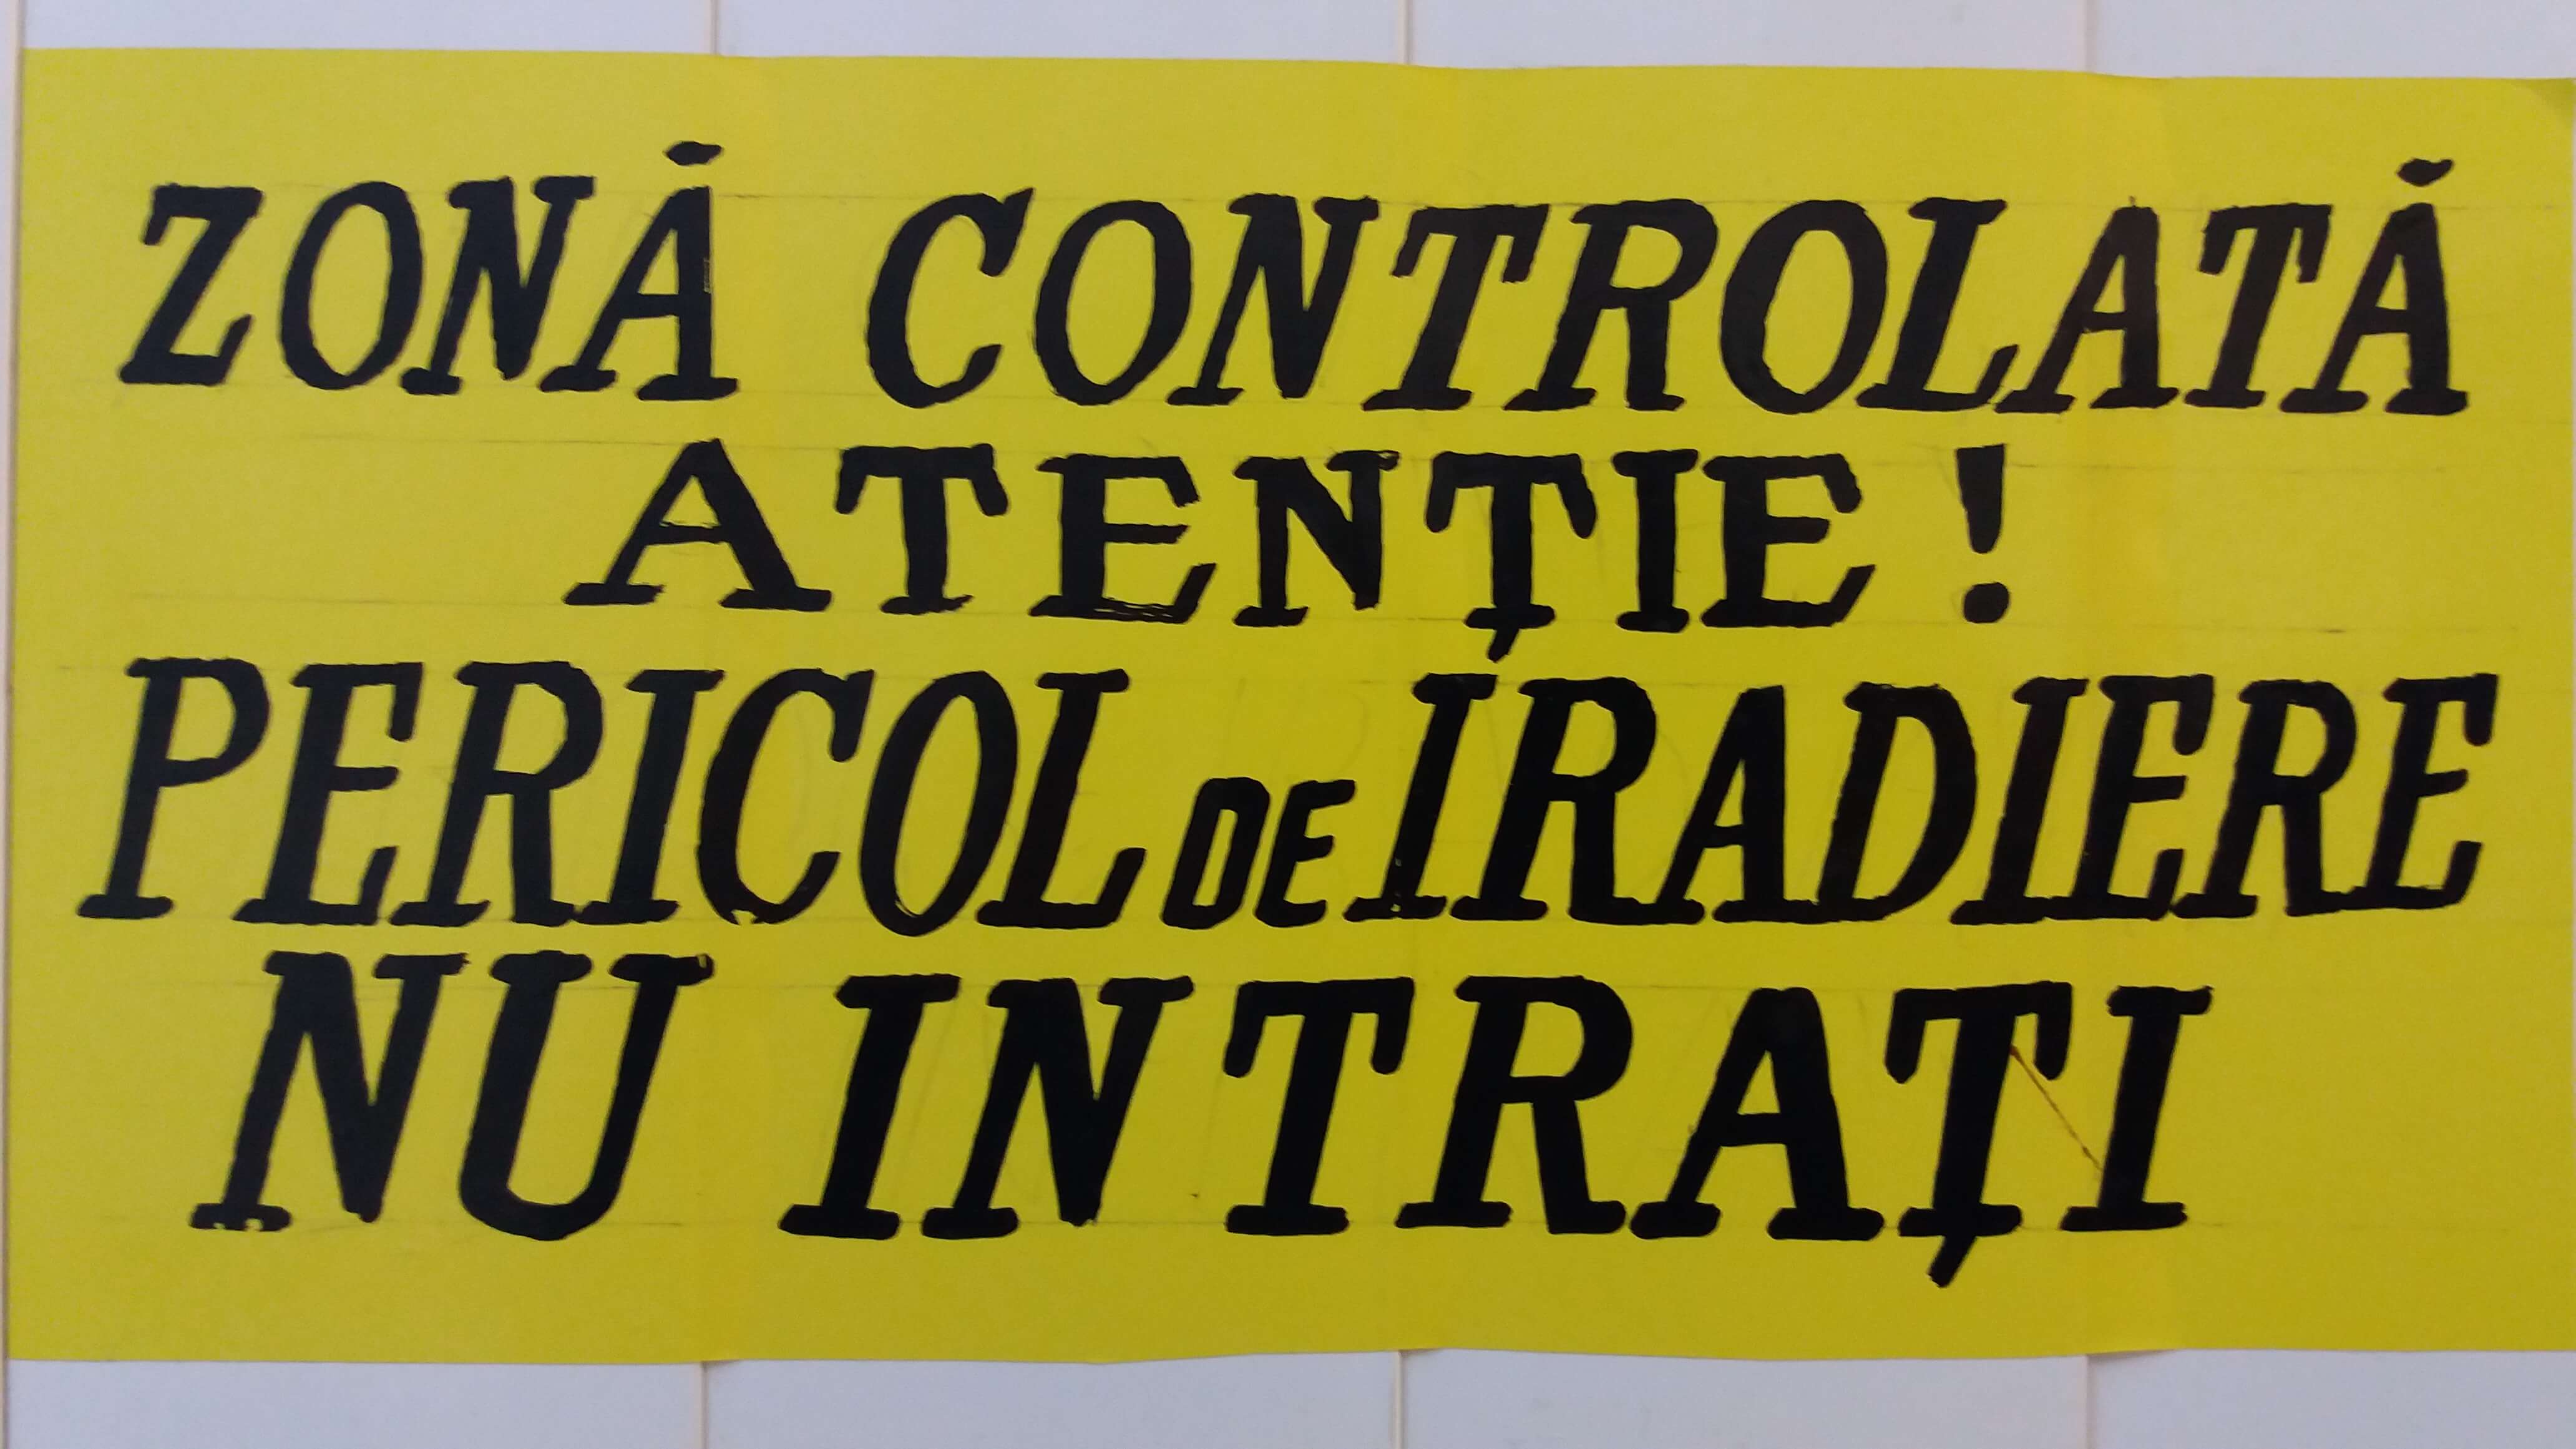 ZONĂ CONTROLATĂ
ATENȚIE !
PERICOL DE IRADIERE
NU INTRAȚI